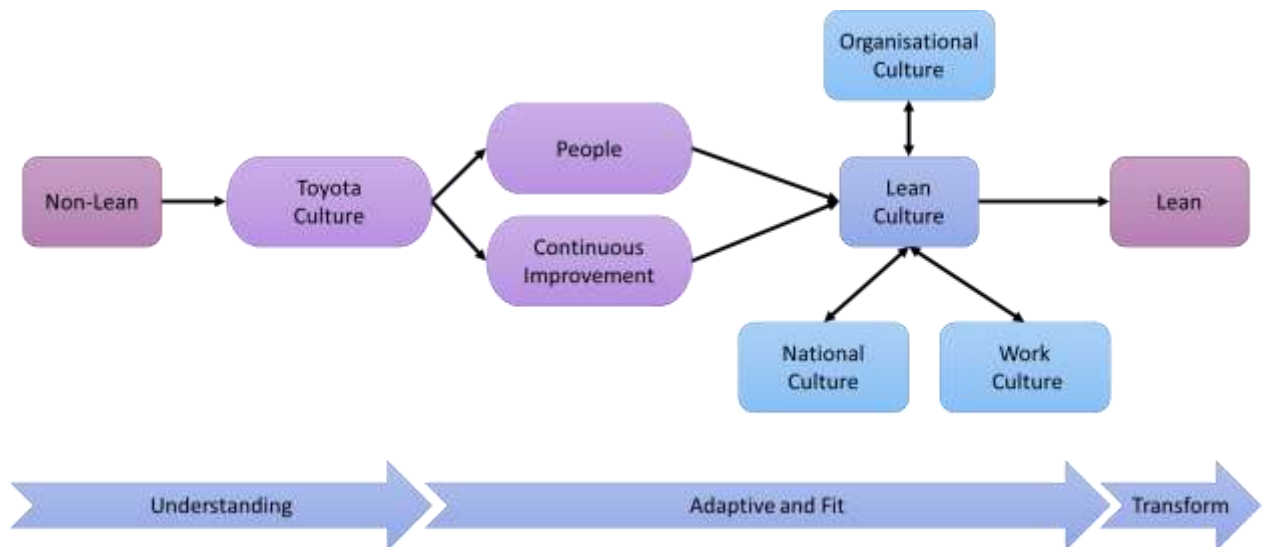 Organisational
Culture
People
Non-Lean
Toyota
Culture
Lean
Culture
Lean
Continuous
Improvement
National
Culture
Work
Culture
Understanding
Adaptive and Fit
Transform